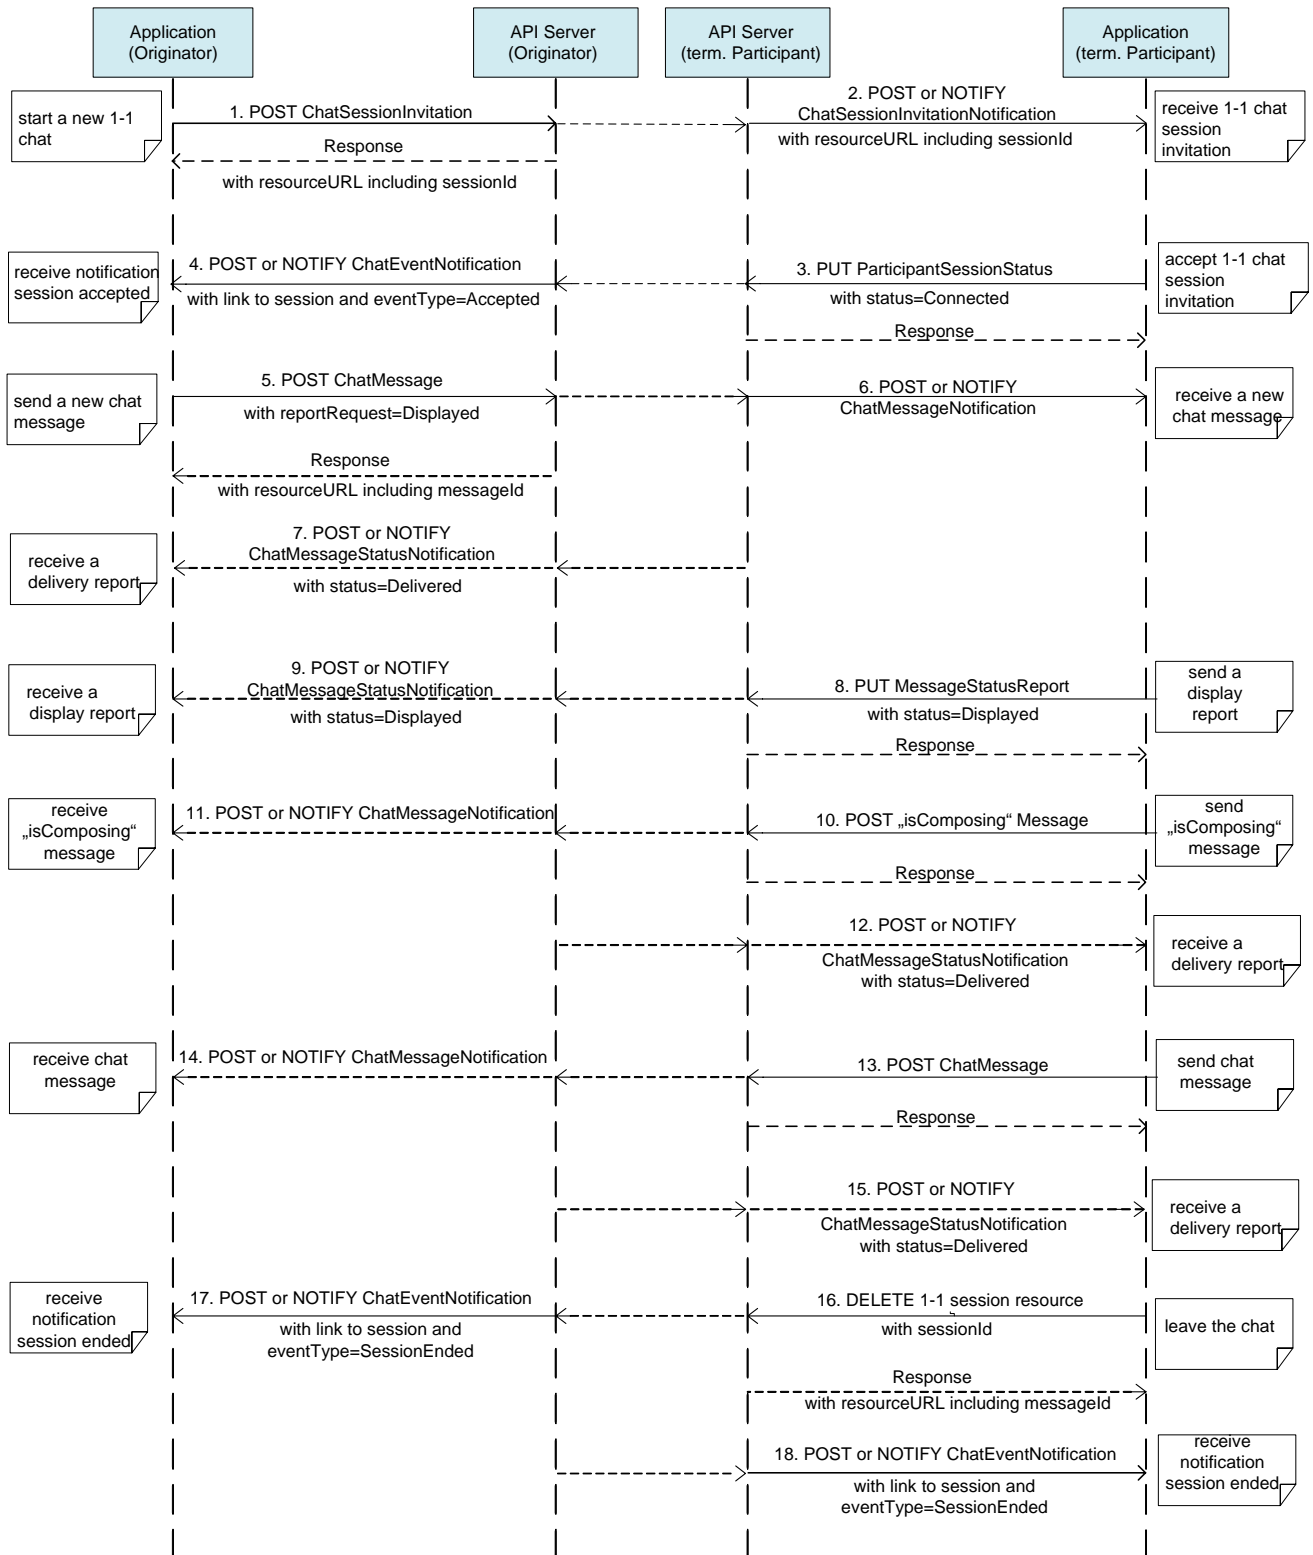 Application
(Originator)
API Server
(Originator)
API Server
(term. Participant)
Application
(term. Participant)
start a new 1-1
chat
1. POST ChatSessionInvitation
2. POST or NOTIFY
ChatSessionInvitationNotification
with resourceURL including sessionId
receive 1-1 chat
session
invitation
Response
with resourceURL including sessionId
receive notification
session accepted
4. POST or NOTIFY ChatEventNotification
with link to session and eventType=Accepted
3. PUT ParticipantSessionStatus
with status=Connected
accept 1-1 chat
session
invitation
Response
send a new chat
message
5. POST ChatMessage
with reportRequest=Displayed
6. POST or NOTIFY
ChatMessageNotification
receive a new
chat message
Response
with resourceURL including messageId
receive a
delivery report
7. POST or NOTIFY
ChatMessageStatusNotification
with status=Delivered
receive a
display report
9. POST or NOTIFY
ChatMessageStatusNotification
with status=Displayed
8. PUT MessageStatusReport
with status=Displayed
send a
display
report
Response
receive
„isComposing“
message
11. POST or NOTIFY ChatMessageNotification
10. POST „isComposing“ Message
send
„isComposing“
message
Response
12. POST or NOTIFY
ChatMessageStatusNotification
with status=Delivered
receive a
delivery report
receive chat
message
14. POST or NOTIFY ChatMessageNotification
13. POST ChatMessage
send chat
message
Response
15. POST or NOTIFY
ChatMessageStatusNotification
with status=Delivered
receive a
delivery report
receive
notification
session ended
17. POST or NOTIFY ChatEventNotification
with link to session and
eventType=SessionEnded
16. DELETE 1-1 session resource
with sessionId
leave the chat
Response
with resourceURL including messageId
18. POST or NOTIFY ChatEventNotification
with link to session and
eventType=SessionEnded
receive
notification
session ended